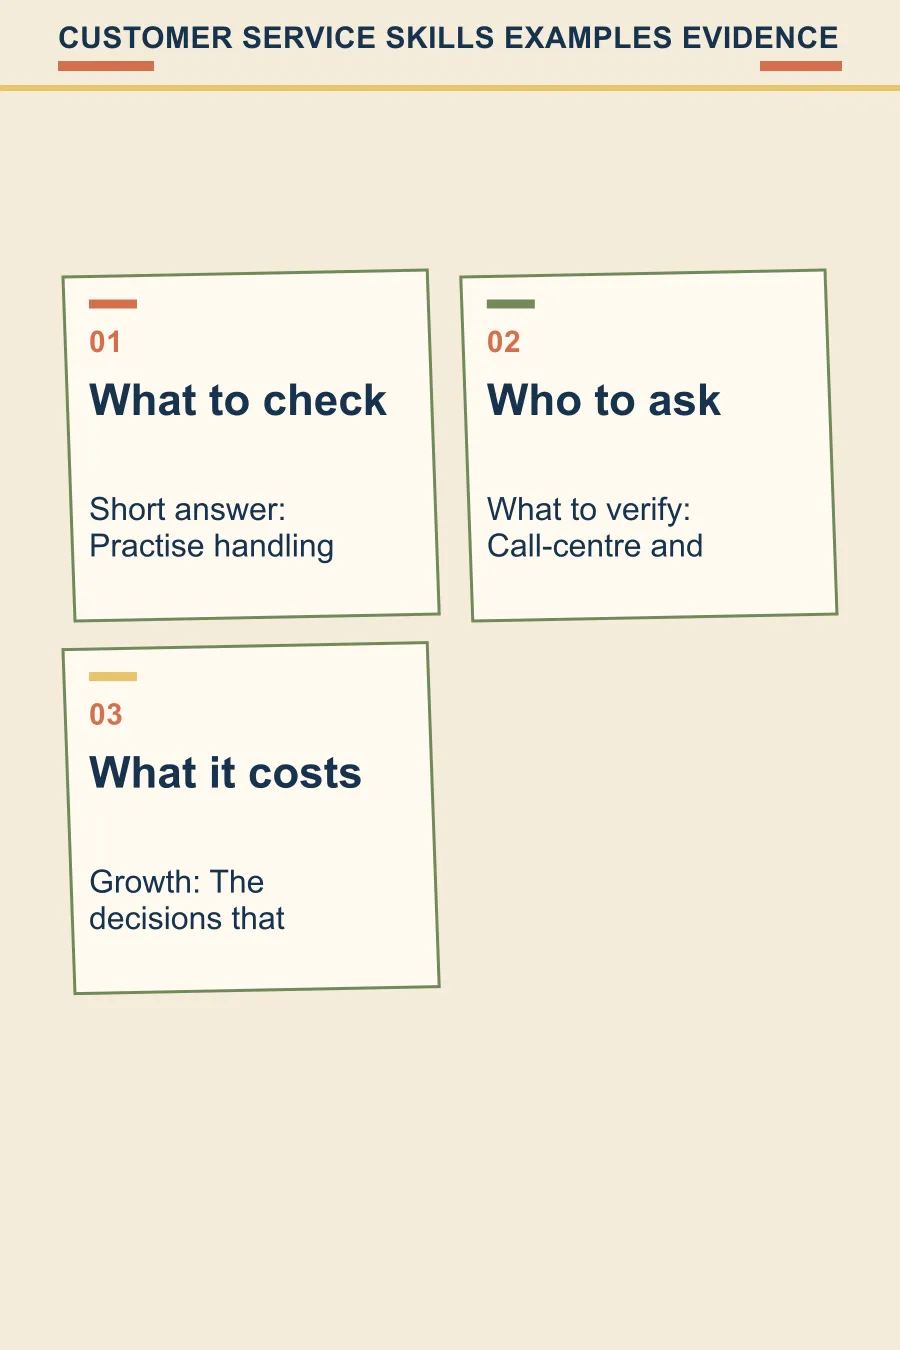 CUSTOMER SERVICE SKILLS EXAMPLES EVIDENCE
01
What to check
Short answer:
Practise handling
02
Who to ask
What to verify:
Call-centre and
03
What it costs
Growth: The
decisions that